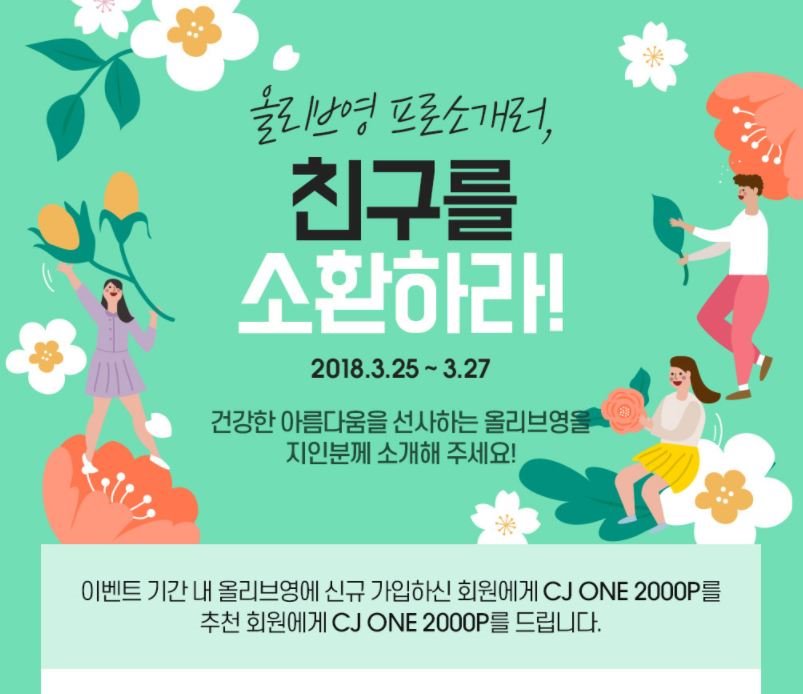 올리브영 프로소개러,
친구를
소환하라!
2018.3.25 ~ 3.27
건강한 아름다움을 선사하는 올리브영을
지인분께 소개해 주세요!
이벤트 기간 내 올리브영에 신규 가입하신 회원에게 CJ ONE 2000P를
추천 회원에게 CJ ONE 2000P를 드립니다.